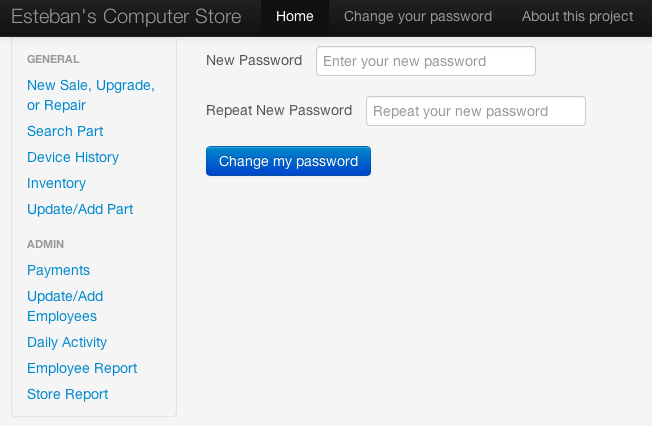 Esteban's Computer Store Home Change your password About this project
GENERAL
New Sale, Upgrade,
or Repair
Search Part
Device History
Inventory
Update/Add Part
ADMIN
Payments
Update/Add
Employees
Daily Activity
Employee Report
Store Report
New Password Enter your new password
Repeat New Password Repeat your new password
Change my password